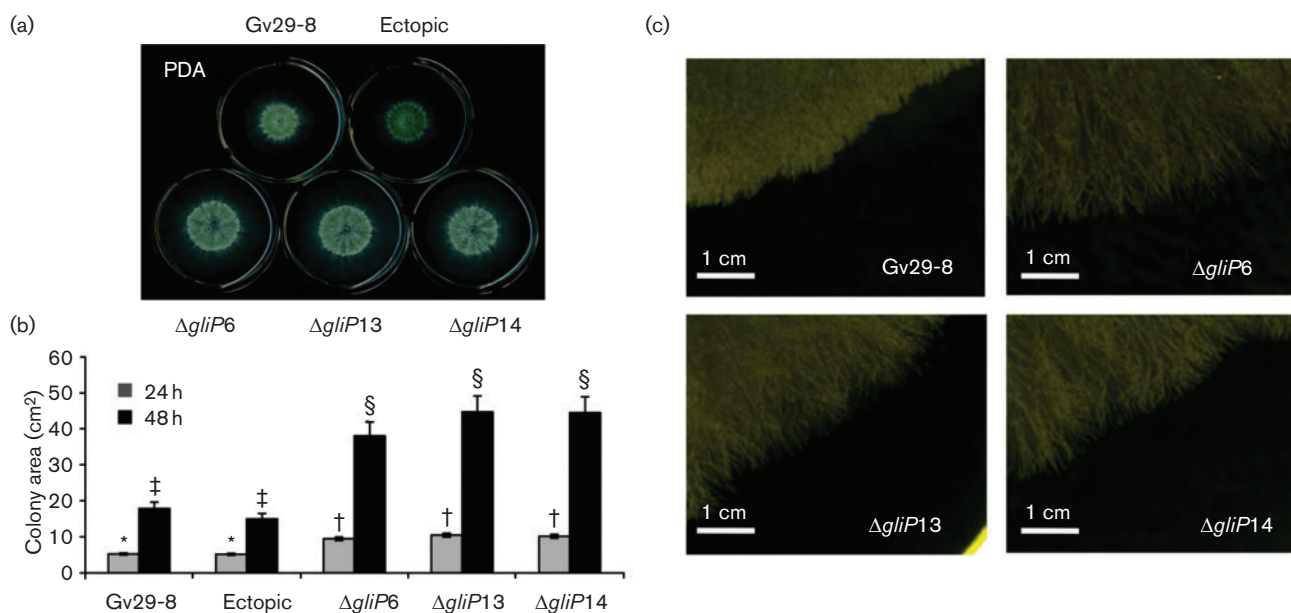 (a)
Gv29-8 Ectopic
PDA
ΔgliP6 ΔgliP13 ΔgliP14
(b)
60
50
40
30
20
10
0
Colony area (cm²)
24 h
48 h
* ‡ * ‡ † § † § † §
Gv29-8 Ectopic ΔgliP6 ΔgliP13 ΔgliP14
(c)
1 cm
Gv29-8
1 cm
ΔgliP6
1 cm
ΔgliP13
1 cm
ΔgliP14